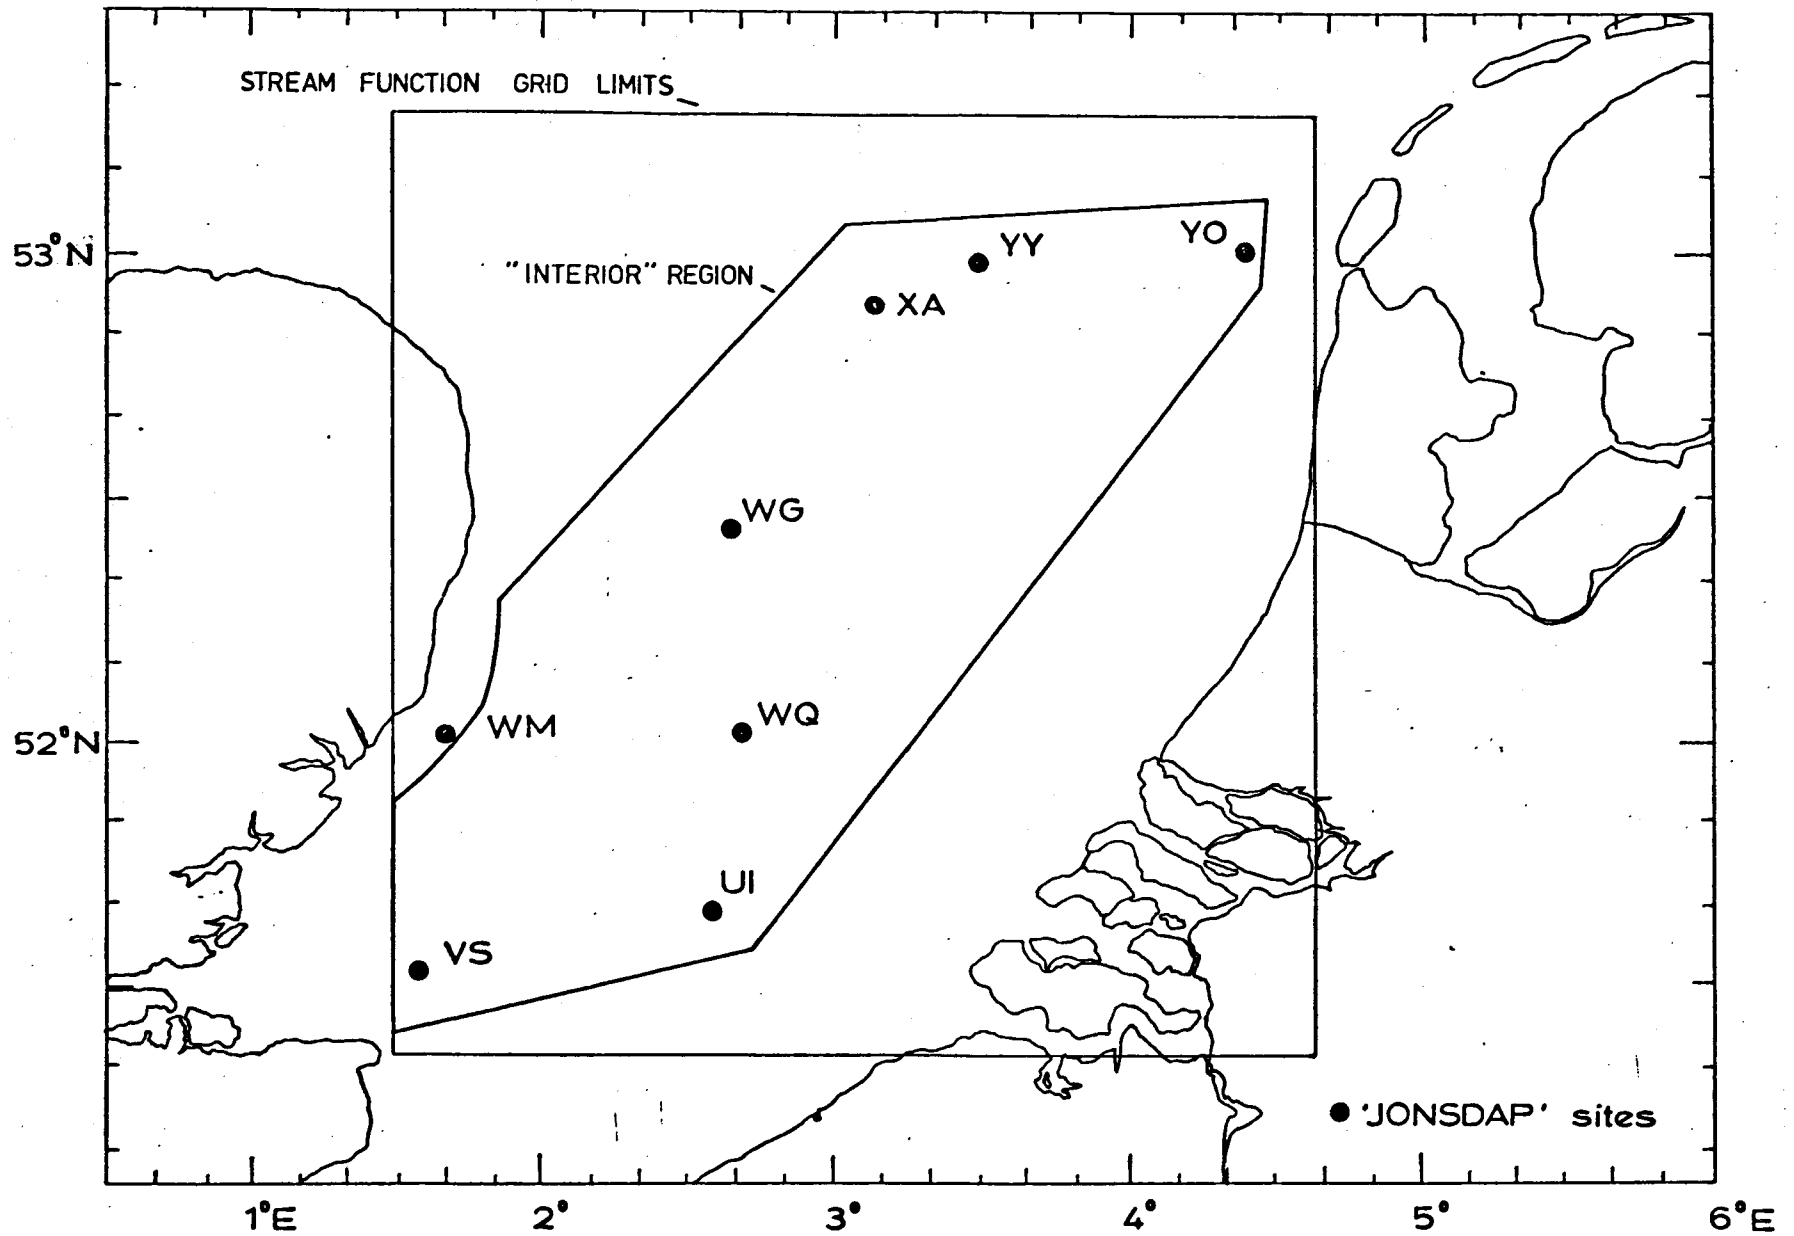 STREAM FUNCTION GRID LIMITS
53°N
"INTERIOR" REGION
YY
YO
XA
WG
WM
WQ
52°N
UI
VS
'JONSDAP' sites
1°E 2° 3° 4° 5° 6°E